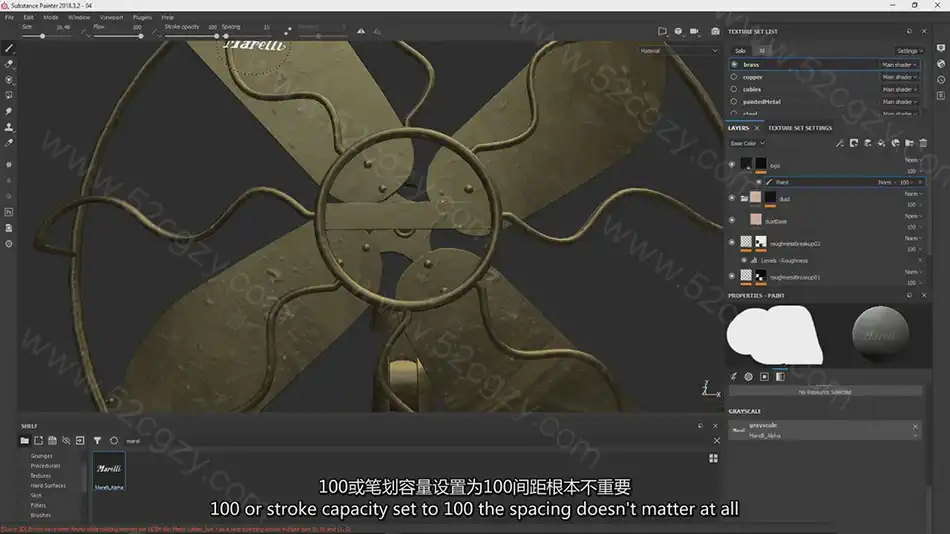 Substance Painter 2018.3.2 - 04
File Edit Mode Window Viewport Plugins Help
Size 16.46 Flow 100 Stroke opacity 100 Spacing 15
Marelli
Material
TEXTURE SET LIST
Solo All Settings
brass Main shader
copper Main shader
cables Main shader
paintedMetal Main shader
steel Main shader
LAYERS TEXTURE SET SETTINGS
Base Color
logo Norm 100
Paint Norm 100
dust Norm 100
dustBase Norm 100
roughnessBreakup02 Norm 100
Levels - Roughness
roughnessBreakup01 Norm 100
PROPERTIES - PAINT
Marelli
No Resource Selected
GRAYSCALE
grayscale
Marelli_Alpha
SHELF
marel
Grunges
Procedurals
Textures
Hard Surfaces
Skin
Filters
Brushes
Marelli
Marelli_Alpha
www.52cgzy.com
100或笔划容量设置为100间距根本不重要
100 or stroke capacity set to 100 the spacing doesn't matter at all